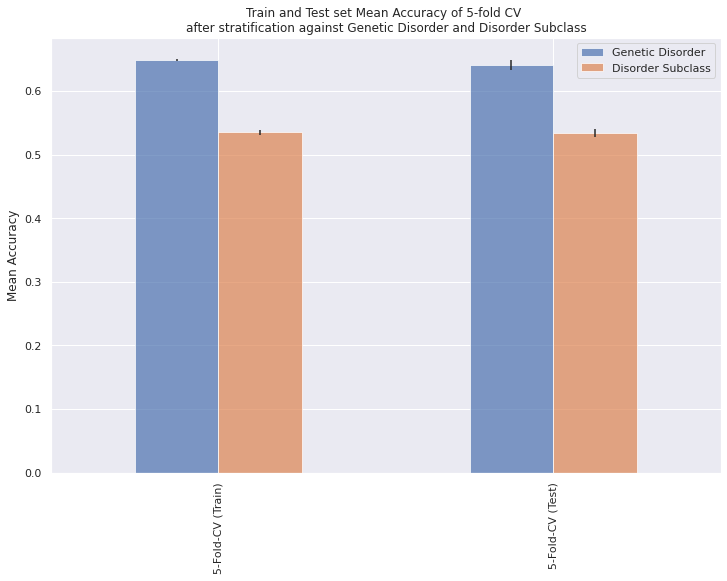 Train and Test set Mean Accuracy of 5-fold CV
after stratification against Genetic Disorder and Disorder Subclass
Genetic Disorder
Disorder Subclass
Mean Accuracy
0.6
0.5
0.4
0.3
0.2
0.1
0.0
5-Fold-CV (Train)
5-Fold-CV (Test)